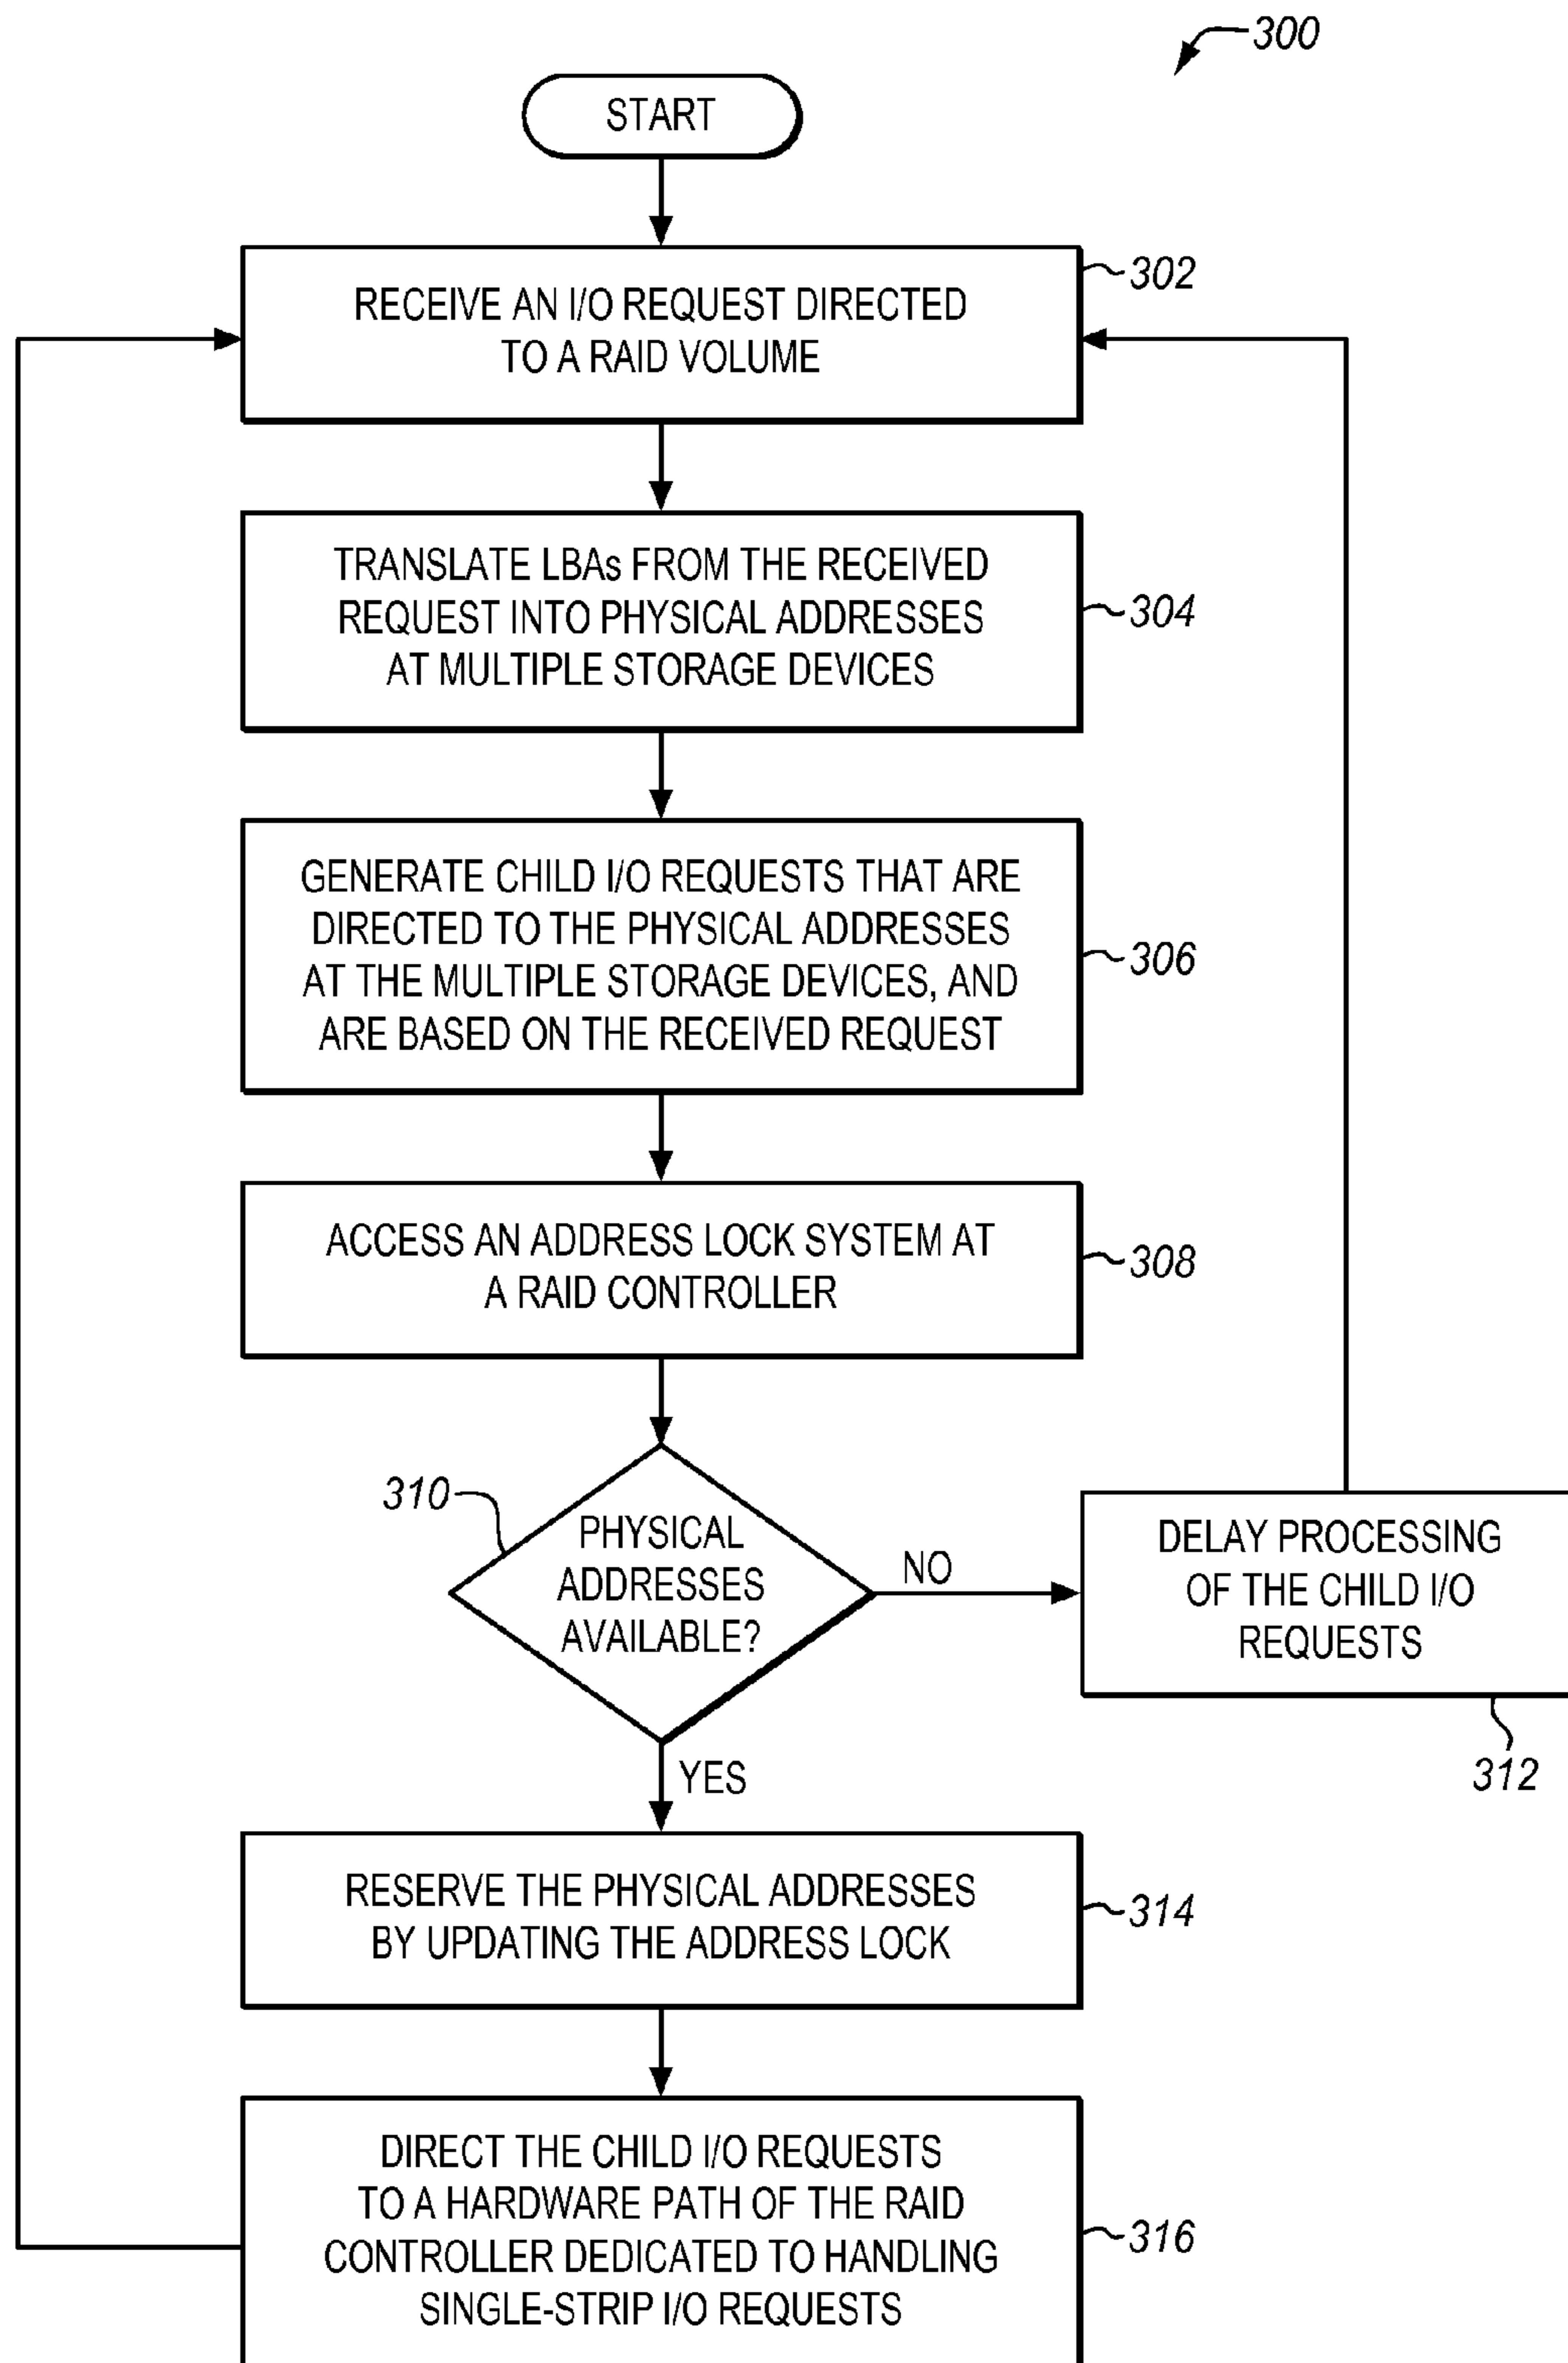 300
START
RECEIVE AN I/O REQUEST DIRECTED
TO A RAID VOLUME
302
TRANSLATE LBAs FROM THE RECEIVED
REQUEST INTO PHYSICAL ADDRESSES
AT MULTIPLE STORAGE DEVICES
304
GENERATE CHILD I/O REQUESTS THAT ARE
DIRECTED TO THE PHYSICAL ADDRESSES
AT THE MULTIPLE STORAGE DEVICES, AND
ARE BASED ON THE RECEIVED REQUEST
306
ACCESS AN ADDRESS LOCK SYSTEM AT
A RAID CONTROLLER
308
310
PHYSICAL
ADDRESSES
AVAILABLE?
NO
DELAY PROCESSING
OF THE CHILD I/O
REQUESTS
312
YES
RESERVE THE PHYSICAL ADDRESSES
BY UPDATING THE ADDRESS LOCK
314
DIRECT THE CHILD I/O REQUESTS
TO A HARDWARE PATH OF THE RAID
CONTROLLER DEDICATED TO HANDLING
SINGLE-STRIP I/O REQUESTS
316